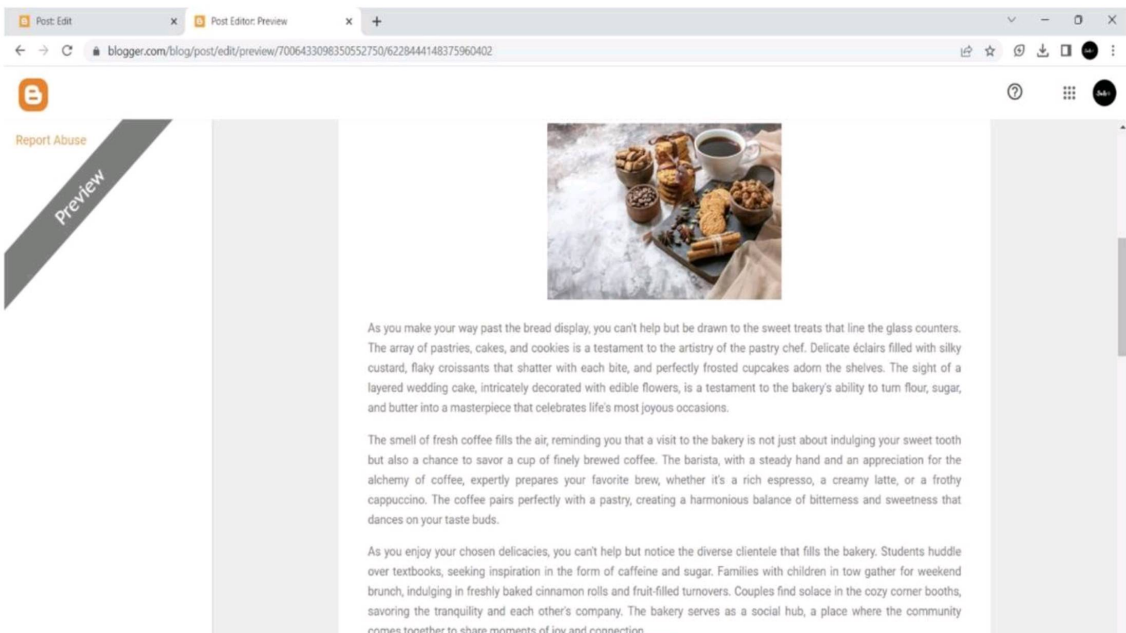 Post: Edit
Post Editor: Preview
blogger.com/blog/post/edit/preview/7006433098350552750/6228444148375960402
Report Abuse
Preview
As you make your way past the bread display, you can't help but be drawn to the sweet treats that line the glass counters.
The array of pastries, cakes, and cookies is a testament to the artistry of the pastry chef. Delicate éclairs filled with silky
custard, flaky croissants that shatter with each bite, and perfectly frosted cupcakes adorn the shelves. The sight of a
layered wedding cake, intricately decorated with edible flowers, is a testament to the bakery's ability to turn flour, sugar,
and butter into a masterpiece that celebrates life's most joyous occasions.
The smell of fresh coffee fills the air, reminding you that a visit to the bakery is not just about indulging your sweet tooth
but also a chance to savor a cup of finely brewed coffee. The barista, with a steady hand and an appreciation for the
alchemy of coffee, expertly prepares your favorite brew, whether it's a rich espresso, a creamy latte, or a frothy
cappuccino. The coffee pairs perfectly with a pastry, creating a harmonious balance of bitterness and sweetness that
dances on your taste buds.
As you enjoy your chosen delicacies, you can't help but notice the diverse clientele that fills the bakery. Students huddle
over textbooks, seeking inspiration in the form of caffeine and sugar. Families with children in tow gather for weekend
brunch, indulging in freshly baked cinnamon rolls and fruit-filled turnovers. Couples find solace in the cozy corner booths,
savoring the tranquility and each other's company. The bakery serves as a social hub, a place where the community
comes together to share moments of joy and connection.